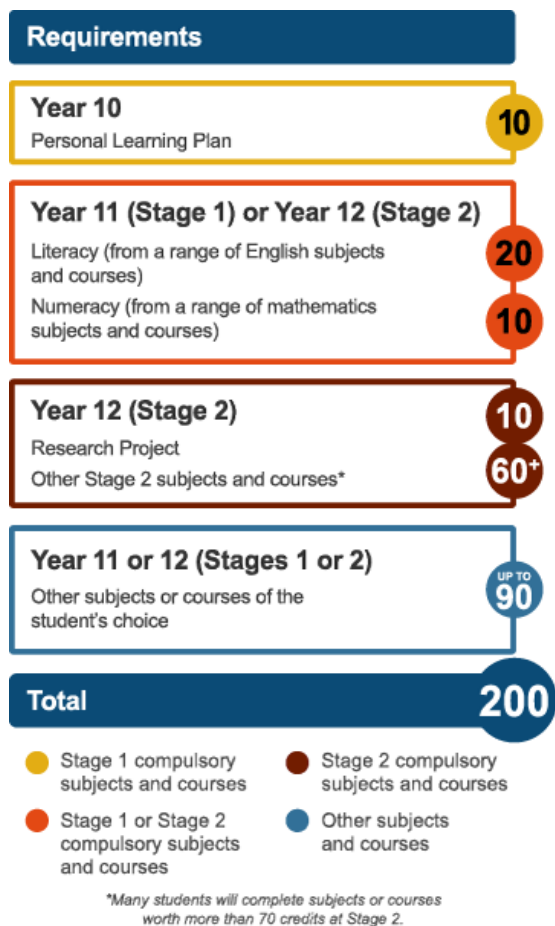 Requirements
Year 10
Personal Learning Plan
10
Year 11 (Stage 1) or Year 12 (Stage 2)
Literacy (from a range of English subjects
and courses)
20
Numeracy (from a range of mathematics
subjects and courses)
10
Year 12 (Stage 2)
10
Research Project
Other Stage 2 subjects and courses*
60+
Year 11 or 12 (Stages 1 or 2)
Other subjects or courses of the
student's choice
UP TO
90
Total
200
Stage 1 compulsory
subjects and courses
Stage 1 or Stage 2
compulsory subjects
and courses
Stage 2 compulsory
subjects and courses
Other subjects
and courses
*Many students will complete subjects or courses
worth more than 70 credits at Stage 2.